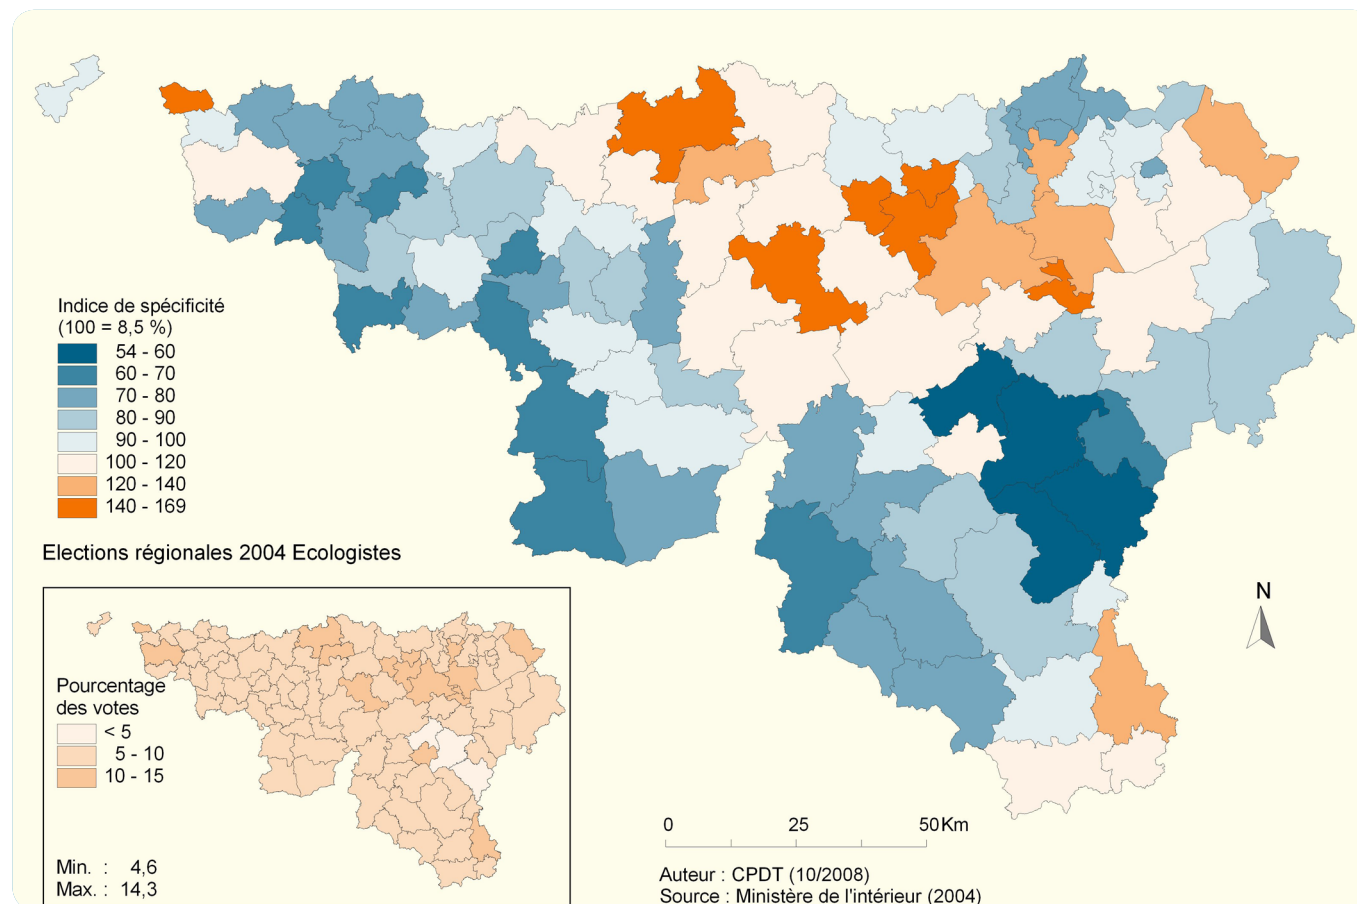 Indice de spécificité
(100 = 8,5 %)
54 - 60
60 - 70
70 - 80
80 - 90
90 - 100
100 - 120
120 - 140
140 - 169
Elections régionales 2004 Ecologistes
Pourcentage
des votes
< 5
5 - 10
10 - 15
Min. : 4,6
Max. : 14,3
N
0 25 50Km
Auteur : CPDT (10/2008)
Source : Ministère de l'intérieur (2004)